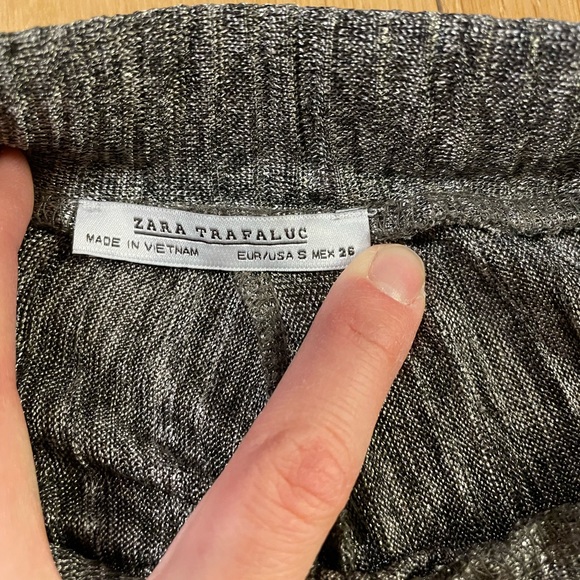 ZARA TRAFALUC
MADE IN VIETNAM EUR/USA S MEX 26